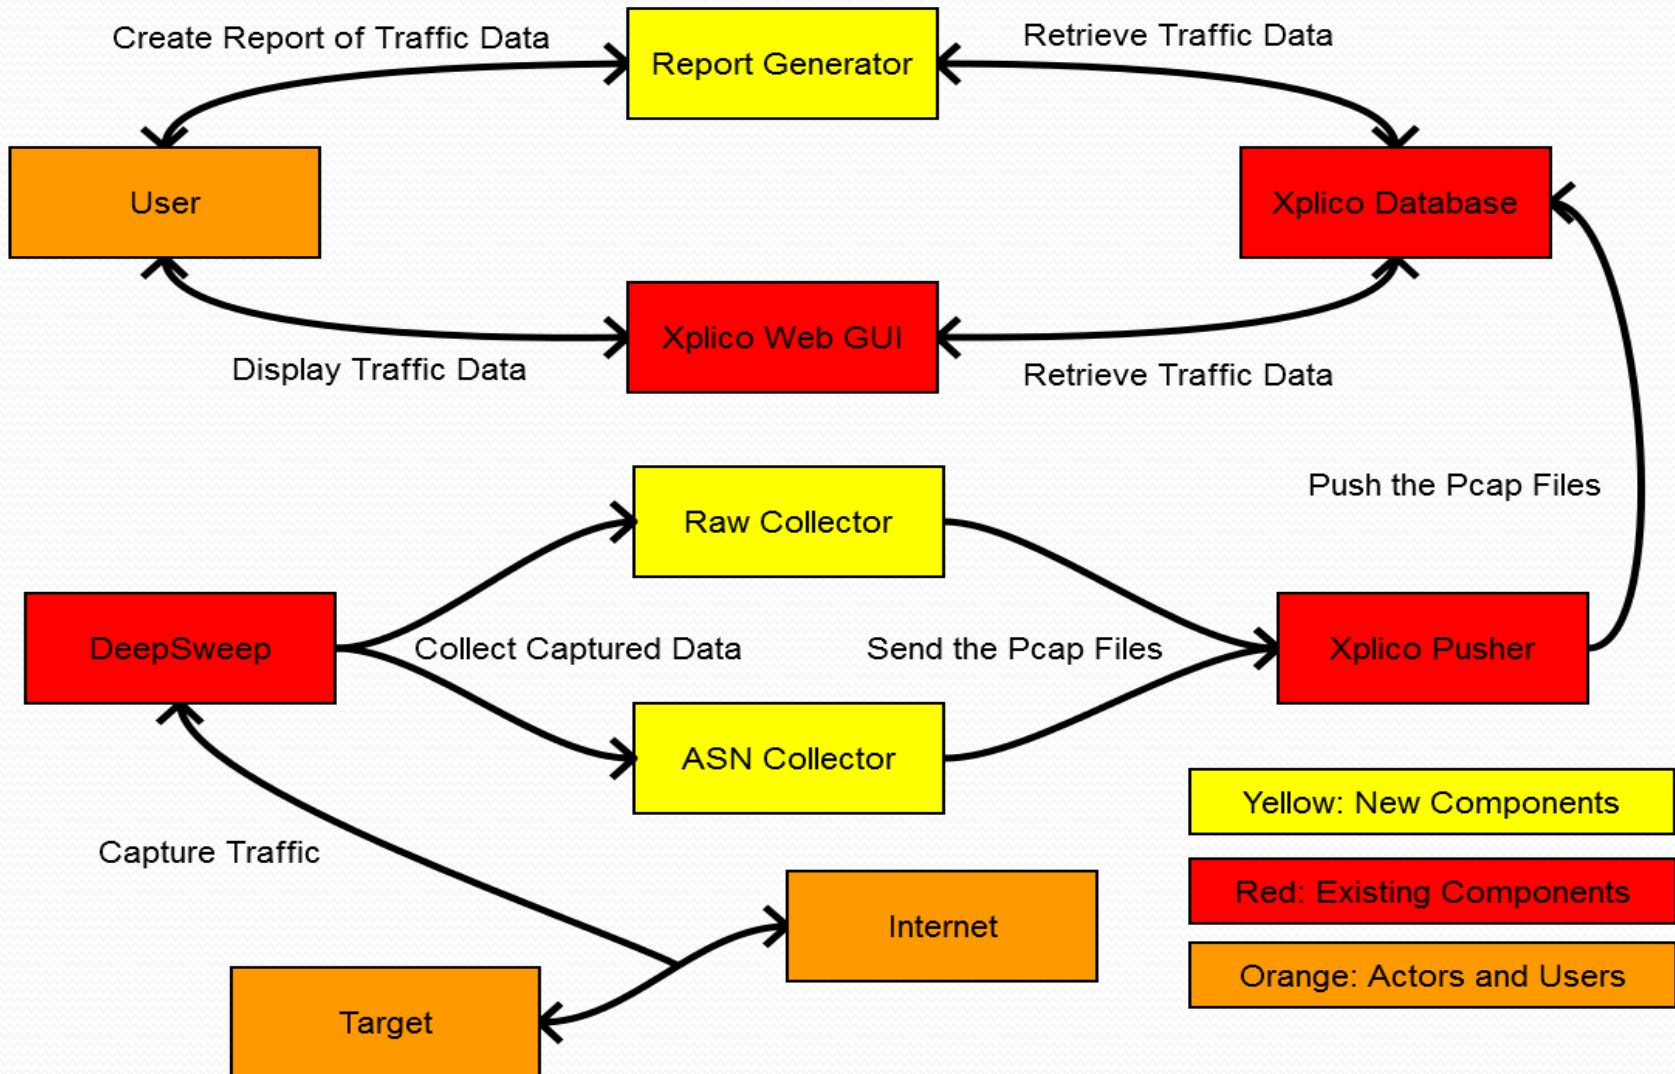 Create Report of Traffic Data
Report Generator
Retrieve Traffic Data
User
Xplico Database
Xplico Web GUI
Display Traffic Data
Retrieve Traffic Data
Push the Pcap Files
Raw Collector
DeepSweep
Collect Captured Data
Send the Pcap Files
Xplico Pusher
ASN Collector
Yellow: New Components
Capture Traffic
Red: Existing Components
Internet
Orange: Actors and Users
Target